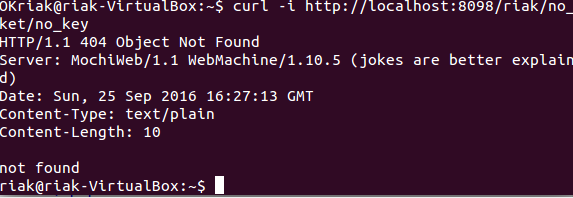 OKriak@riak-VirtualBox:~$ curl -i http://localhost:8098/riak/no_
ket/no_key
HTTP/1.1 404 Object Not Found
Server: MochiWeb/1.1 WebMachine/1.10.5 (jokes are better explain
d)
Date: Sun, 25 Sep 2016 16:27:13 GMT
Content-Type: text/plain
Content-Length: 10

not found
riak@riak-VirtualBox:~$